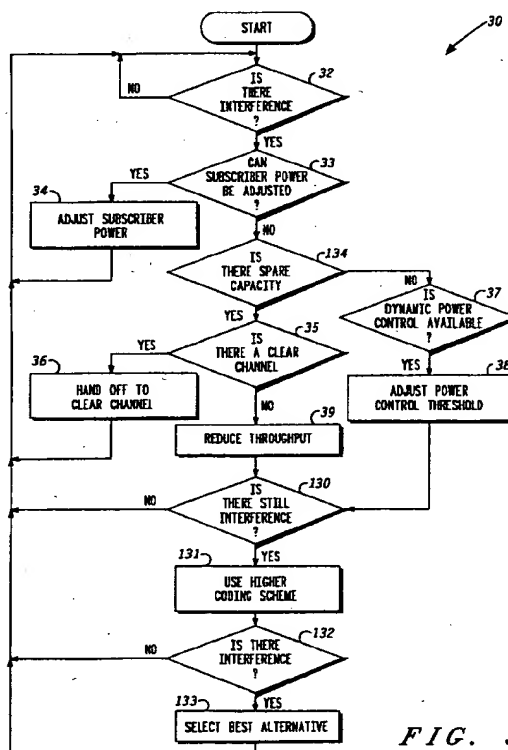 START
30
IS
THERE
INTERFERENCE
?
32
NO
YES
CAN
SUBSCRIBER POWER
BE ADJUSTED
?
33
YES
34
ADJUST SUBSCRIBER
POWER
NO
IS
THERE SPARE
CAPACITY
134
NO
YES
IS
DYNAMIC POWER
CONTROL AVAILABLE
?
37
IS
THERE A CLEAR
CHANNEL
?
35
YES
36
HAND OFF TO
CLEAR CHANNEL
YES
38
ADJUST POWER
CONTROL THRESHOLD
NO
39
REDUCE THROUGHPUT
IS
THERE STILL
INTERFERENCE
?
130
NO
YES
131
USE HIGHER
CODING SCHEME
IS THERE
INTERFERENCE
?
132
NO
YES
133
SELECT BEST ALTERNATIVE
FIG.